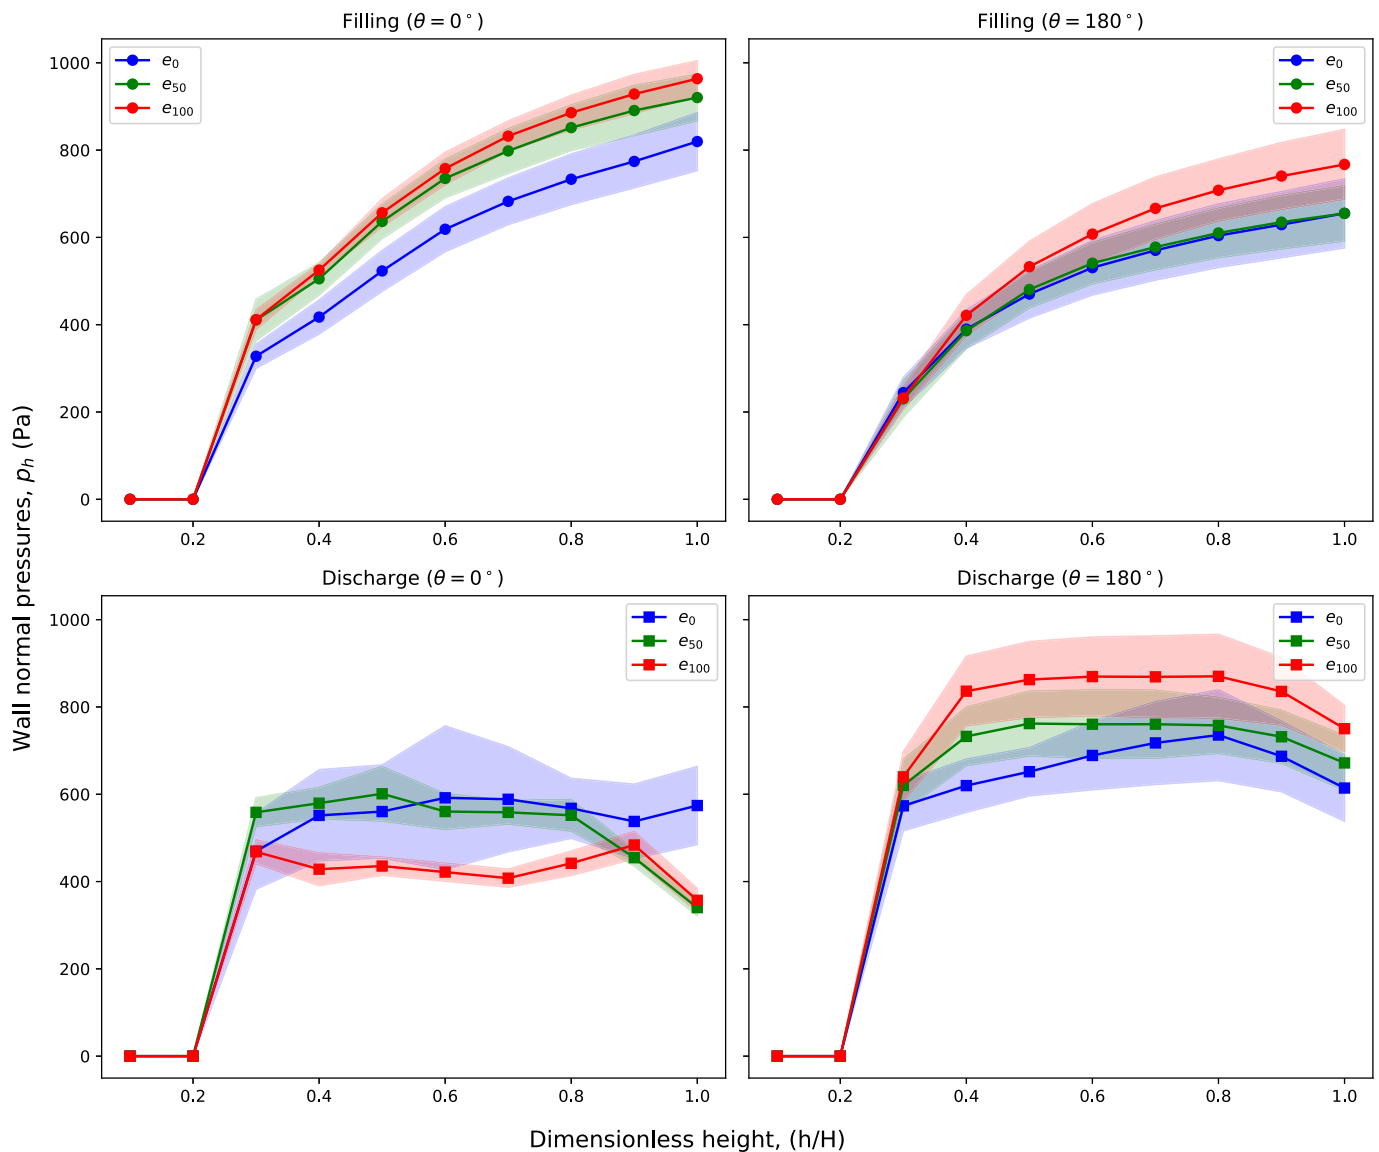 Filling (θ = 0°)
Filling (θ = 180°)
e0
e50
e100
e0
e50
e100
1000
800
600
400
200
0
0.2 0.4 0.6 0.8 1.0
0.2 0.4 0.6 0.8 1.0
Wall normal pressures, ph (Pa)
Discharge (θ = 0°)
Discharge (θ = 180°)
e0
e50
e100
e0
e50
e100
1000
800
600
400
200
0
0.2 0.4 0.6 0.8 1.0
0.2 0.4 0.6 0.8 1.0
Dimensionless height, (h/H)